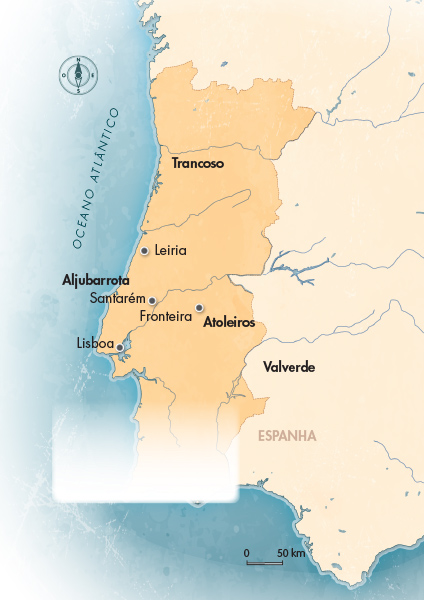 N
O
E
S
OCEANO ATLÂNTICO
Trancoso
Leiria
Aljubarrota
Santarém
Fronteira
Atoleiros
Lisboa
Valverde
ESPANHA
0 50 km